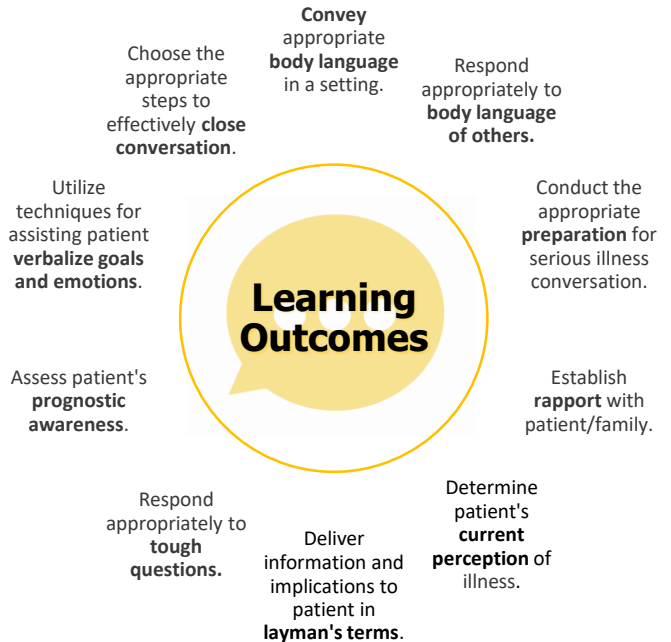 Convey
appropriate
body language
in a setting.
Respond
appropriately to
body language
of others.
Conduct the
appropriate
preparation for
serious illness
conversation.
Establish
rapport with
patient/family.
Determine
patient's
current
perception of
illness.
Deliver
information and
implications to
patient in
layman's terms.
Respond
appropriately to
tough
questions.
Assess patient's
prognostic
awareness.
Utilize
techniques for
assisting patient
verbalize goals
and emotions.
Choose the
appropriate
steps to
effectively close
conversation.
Learning
Outcomes